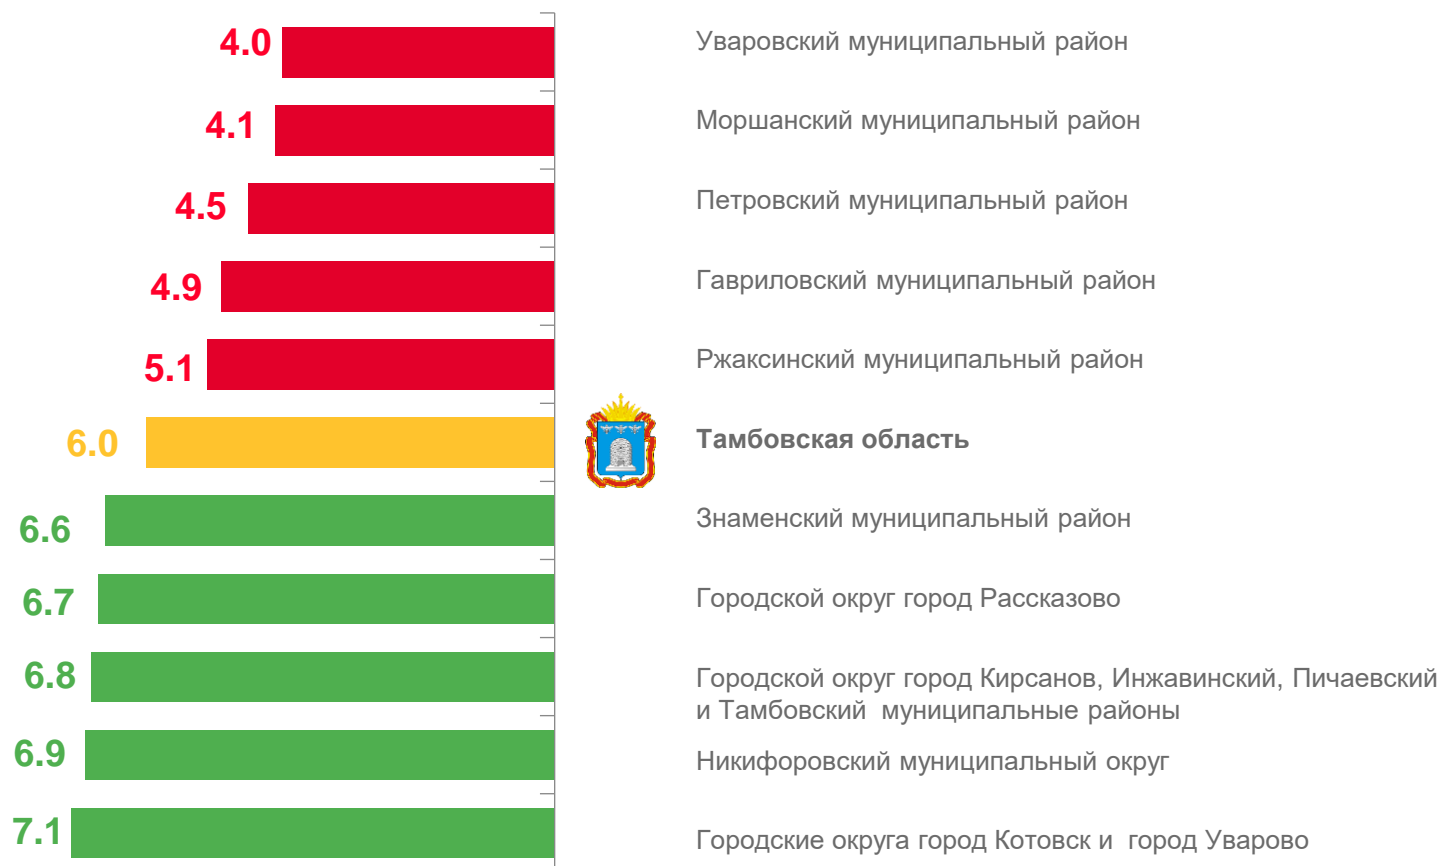 4.0 Уваровский муниципальный район
4.1 Моршанский муниципальный район
4.5 Петровский муниципальный район
4.9 Гавриловский муниципальный район
5.1 Ржаксинский муниципальный район
6.0 Тамбовская область
6.6 Знаменский муниципальный район
6.7 Городской округ город Рассказово
6.8 Городской округ город Кирсанов, Инжавинский, Пичаевский
и Тамбовский муниципальные районы
6.9 Никифоровский муниципальный округ
7.1 Городские округа город Котовск и город Уварово